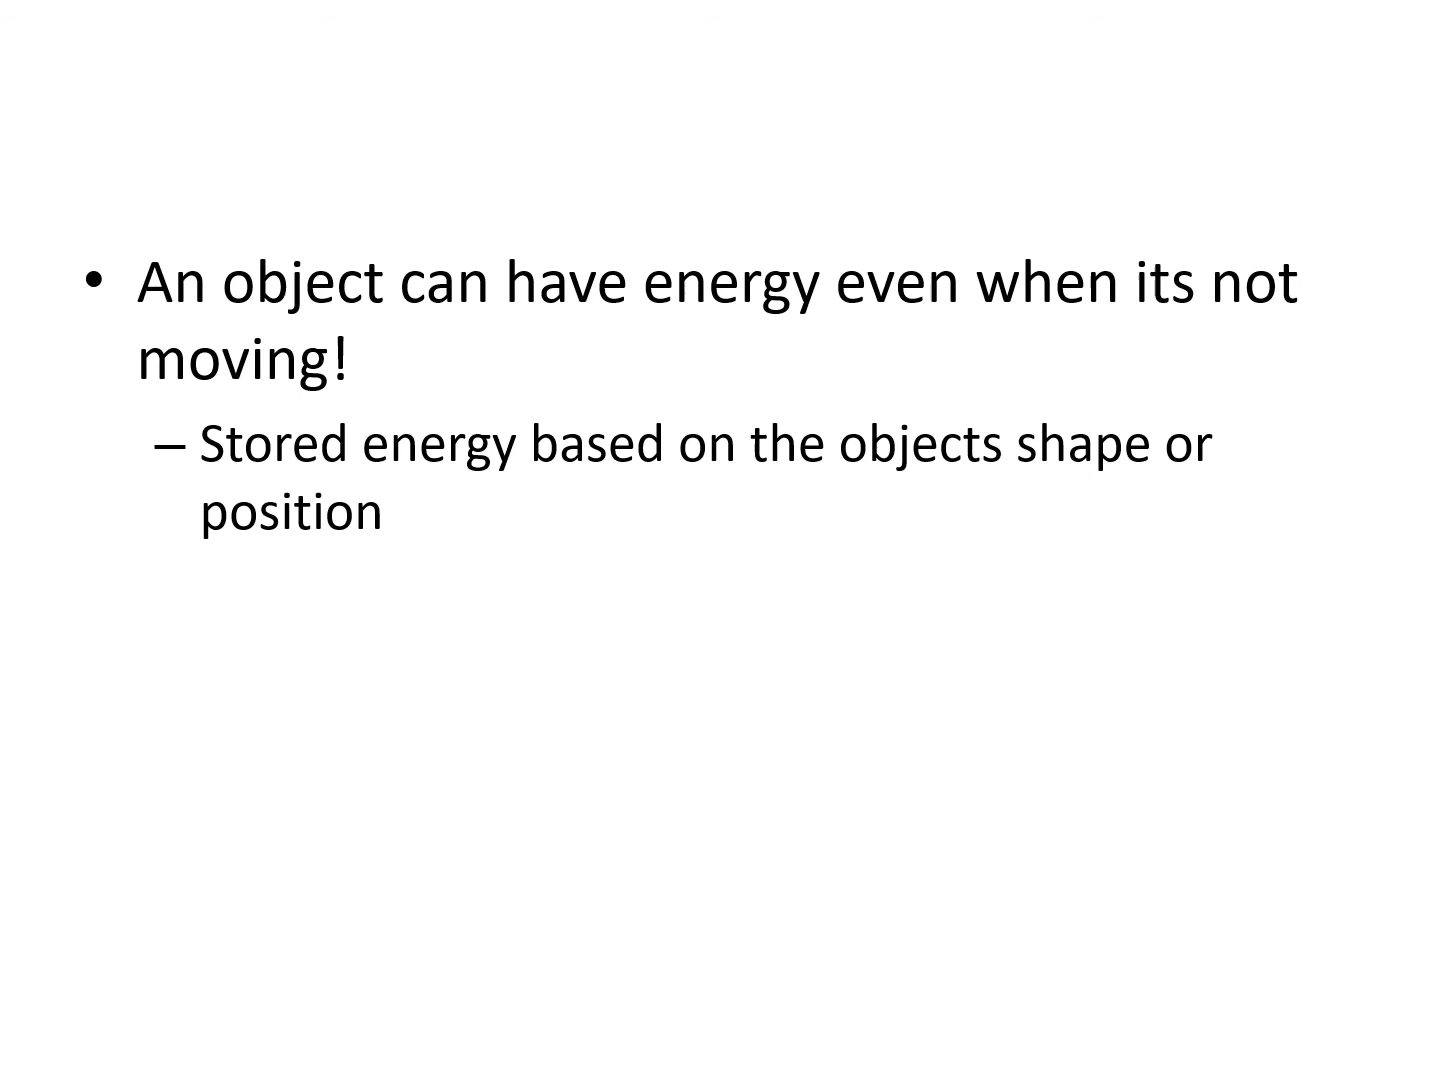 • An object can have energy even when its not
moving!
– Stored energy based on the objects shape or
position